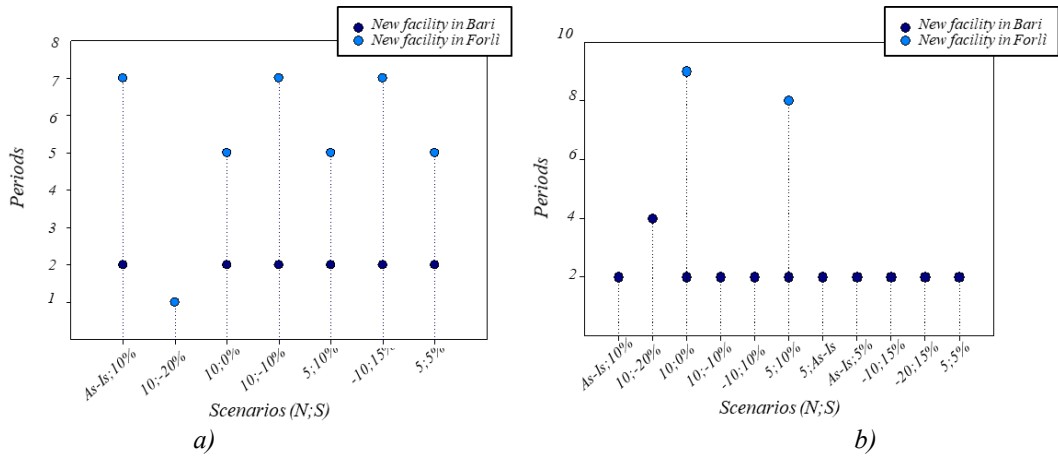 New facility in Bari
New facility in Forlì
8
7
6
5
4
3
2
1
Periods
As-Is;10%
10;-20%
10;0%
10;-10%
5;10%
-10;15%
5;5%
Scenarios (N;S)
a)
New facility in Bari
New facility in Forlì
10
8
6
4
2
Periods
As-Is;10%
10;-20%
10;0%
10;-10%
-10;10%
5;10%
5;As-Is
As-Is;5%
-10;15%
-20;15%
5;5%
Scenarios (N;S)
b)